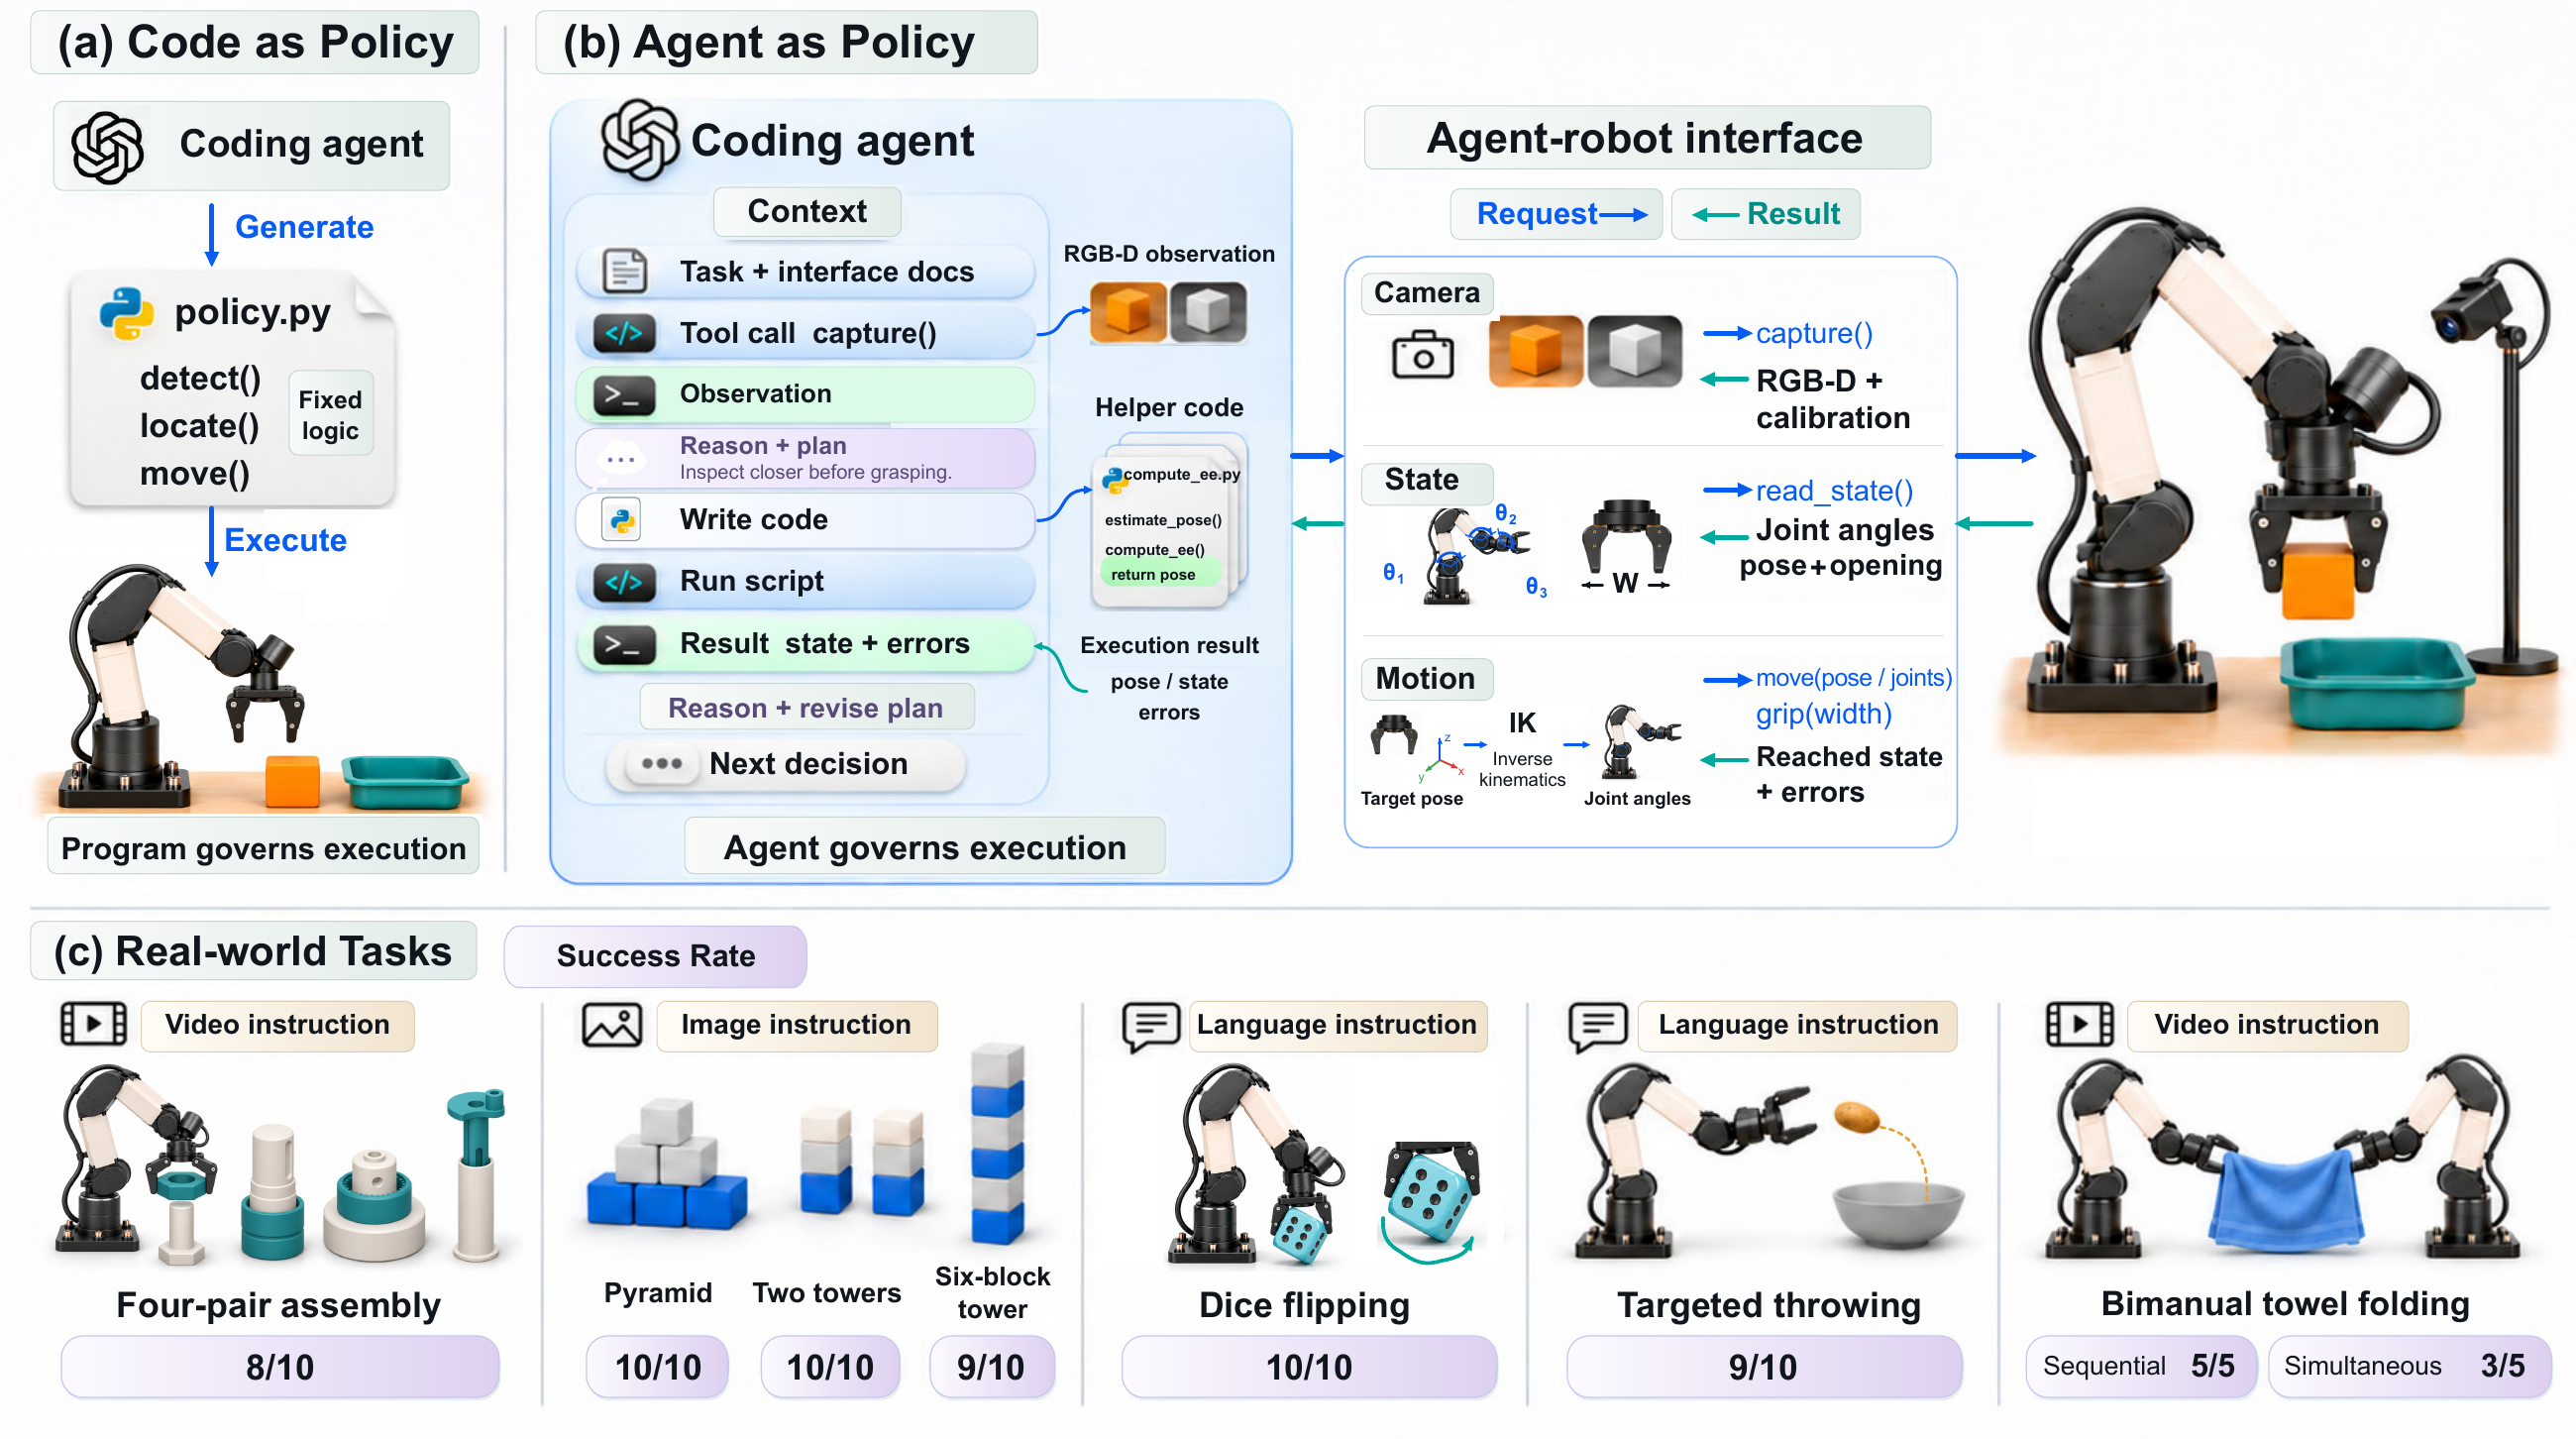 (a) Code as Policy
Coding agent
Generate
policy.py
detect()
locate()
move()
Fixed
logic
Execute
Program governs execution
(b) Agent as Policy
Coding agent
Context
Task + interface docs
Tool call capture()
Observation
Reason + plan
Inspect closer before grasping.
Write code
Run script
Result state + errors
Reason + revise plan
Next decision
RGB-D observation
Helper code
compute_ee.py
estimate_pose()
compute_ee()
return pose
Execution result
pose / state
errors
Agent governs execution
Agent-robot interface
Request
Result
Camera
capture()
RGB-D +
calibration
State
θ1
θ2
θ3
W
read_state()
Joint angles
pose+opening
Motion
z
y
x
Target pose
IK
Inverse
kinematics
Joint angles
move(pose / joints)
grip(width)
Reached state
+ errors
(c) Real-world Tasks
Success Rate
Video instruction
Four-pair assembly
8/10
Image instruction
Pyramid
10/10
Two towers
10/10
Six-block
tower
9/10
Language instruction
Dice flipping
10/10
Language instruction
Targeted throwing
9/10
Video instruction
Bimanual towel folding
Sequential 5/5
Simultaneous 3/5